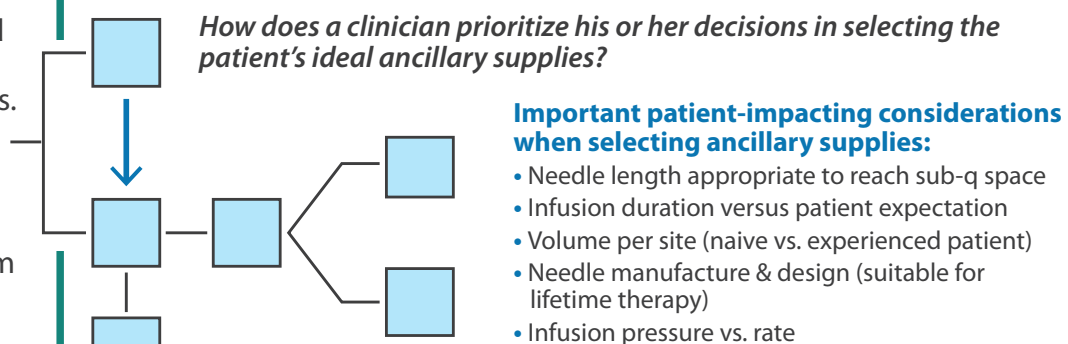 s.
m
How does a clinician prioritize his or her decisions in selecting the
patient's ideal ancillary supplies?
Important patient-impacting considerations
when selecting ancillary supplies:
• Needle length appropriate to reach sub-q space
• Infusion duration versus patient expectation
• Volume per site (naive vs. experienced patient)
• Needle manufacture & design (suitable for
lifetime therapy)
• Infusion pressure vs. rate